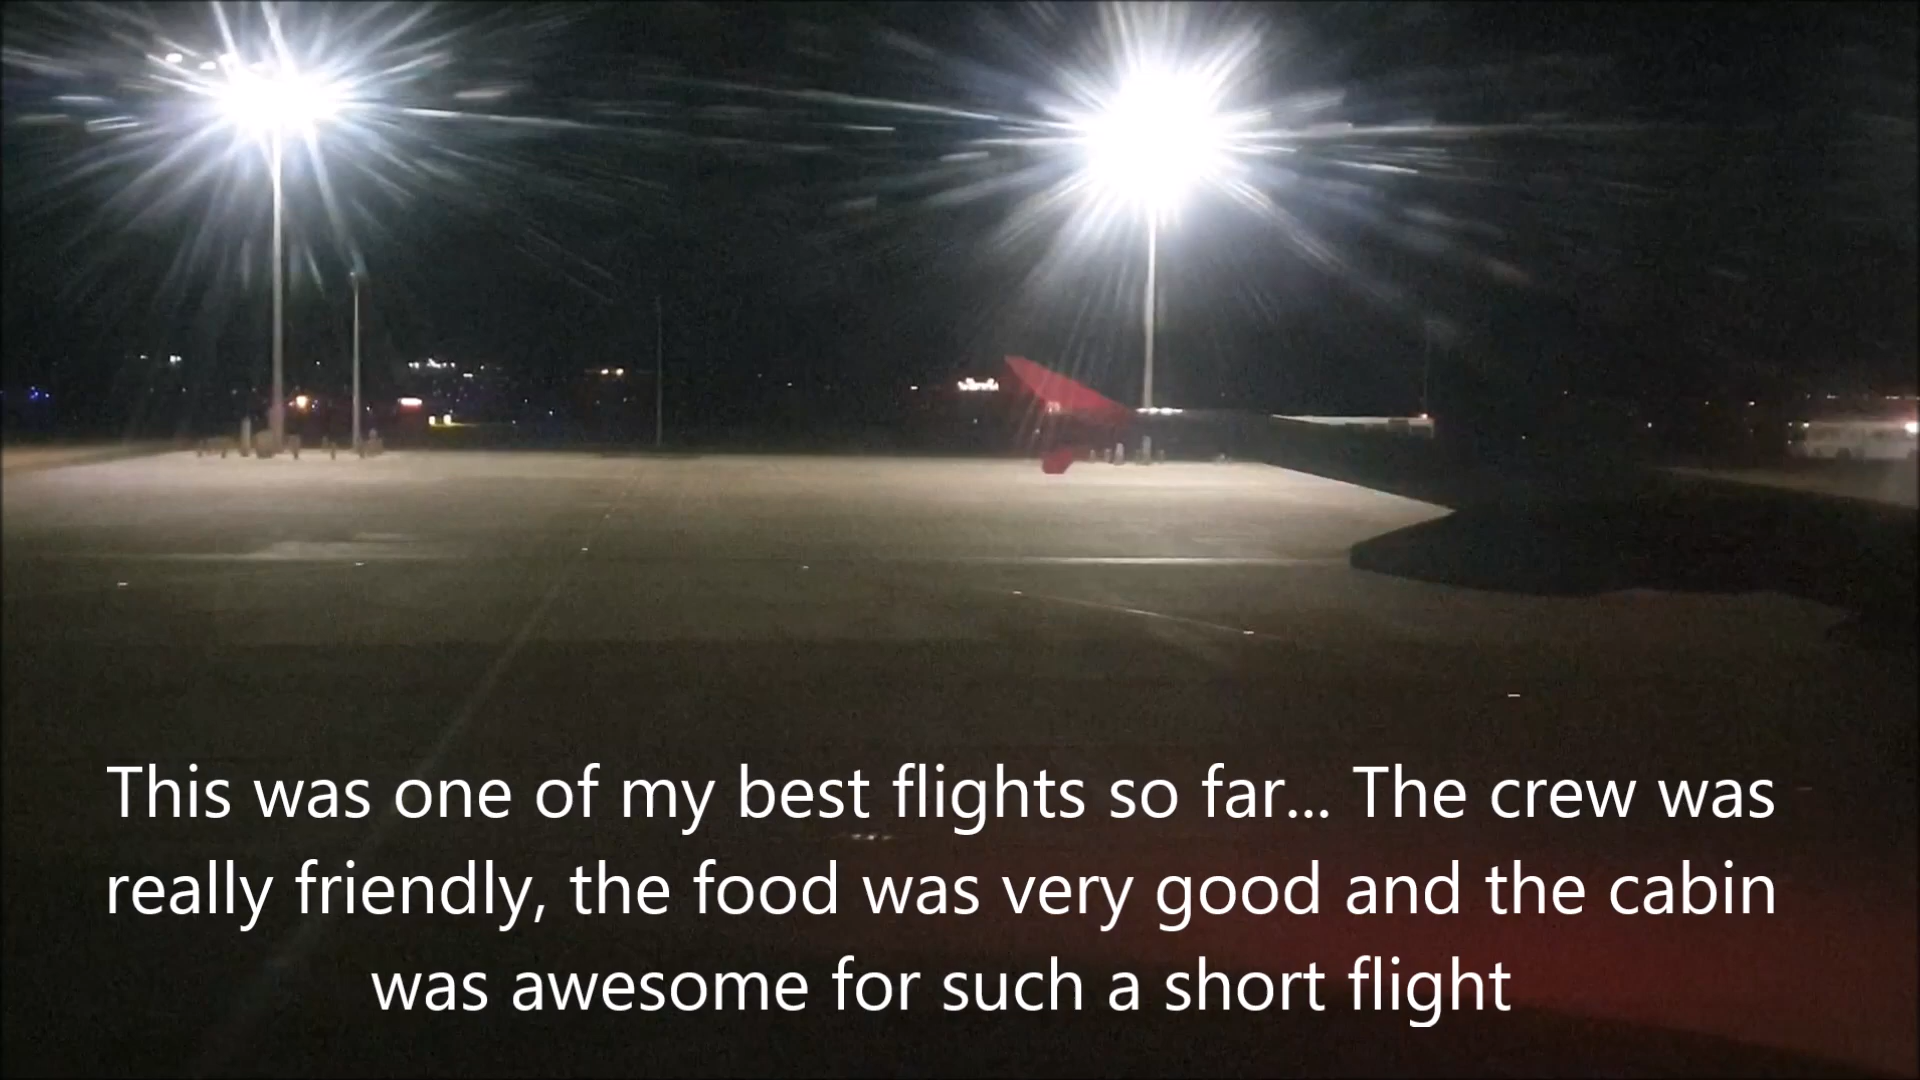 This was one of my best flights so far... The crew was
really friendly, the food was very good and the cabin
was awesome for such a short flight